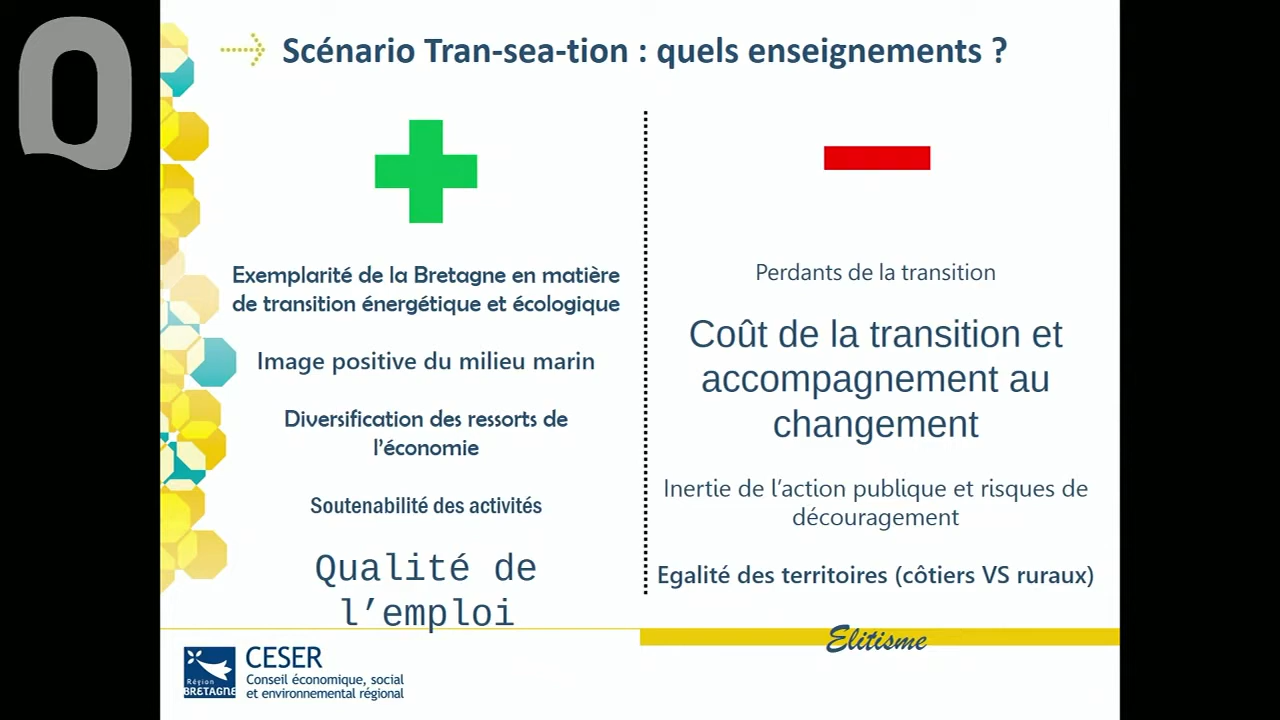 Scénario Tran-sea-tion : quels enseignements ?
Exemplarité de la Bretagne en matière
de transition énergétique et écologique
Image positive du milieu marin
Diversification des ressorts de
l'économie
Soutenabilité des activités
Qualité de
l'emploi
Perdants de la transition
Coût de la transition et
accompagnement au
changement
Inertie de l'action publique et risques de
découragement
Egalité des territoires (côtiers VS ruraux)
Elitisme
Région
BRETAGNE
CESER
Conseil économique, social
et environnemental régional